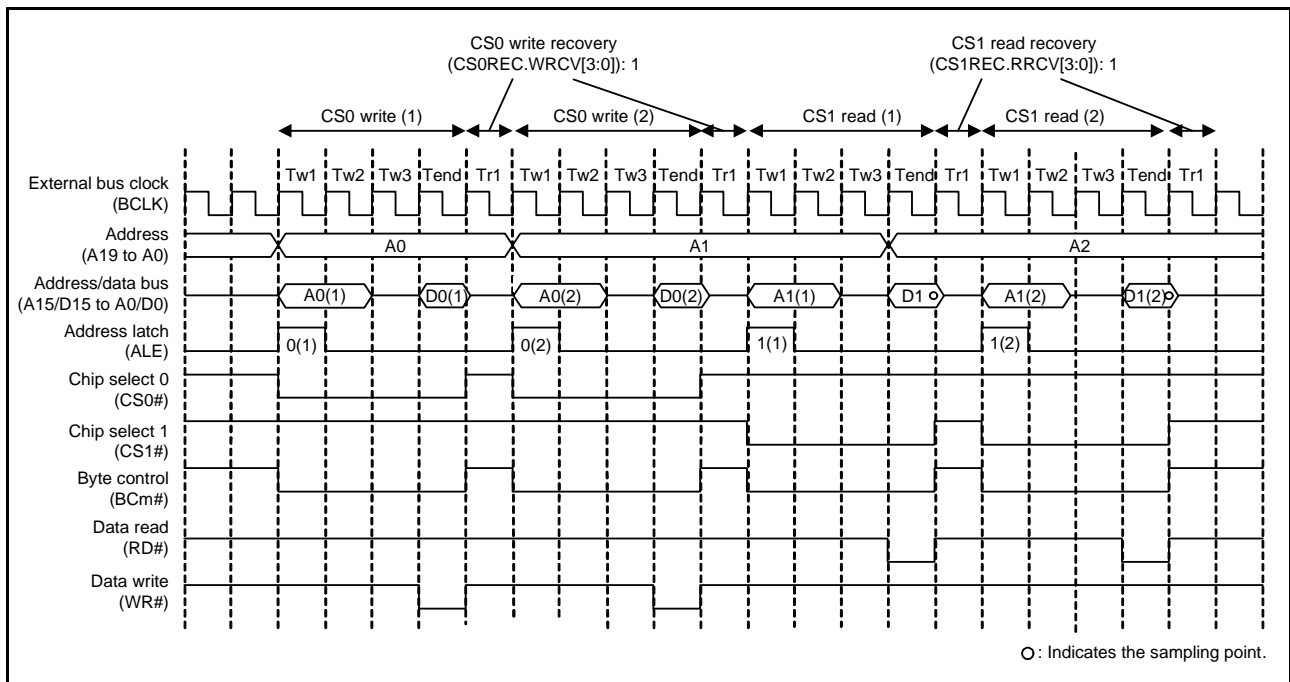 CS0 write recovery
(CS0REC.WRCV[3:0]): 1
CS1 read recovery
(CS1REC.RRCV[3:0]): 1
CS0 write (1)
CS0 write (2)
CS1 read (1)
CS1 read (2)
Tw1 Tw2 Tw3 Tend Tr1 Tw1 Tw2 Tw3 Tend Tr1 Tw1 Tw2 Tw3 Tend Tr1 Tw1 Tw2 Tw3 Tend Tr1
External bus clock
(BCLK)
Address
(A19 to A0)
A0 A1 A2
Address/data bus
(A15/D15 to A0/D0)
A0(1) D0(1) A0(2) D0(2) A1(1) D1 A1(2) D1(2)
Address latch
(ALE)
0(1) 0(2) 1(1) 1(2)
Chip select 0
(CS0#)
Chip select 1
(CS1#)
Byte control
(BCm#)
Data read
(RD#)
Data write
(WR#)
: Indicates the sampling point.